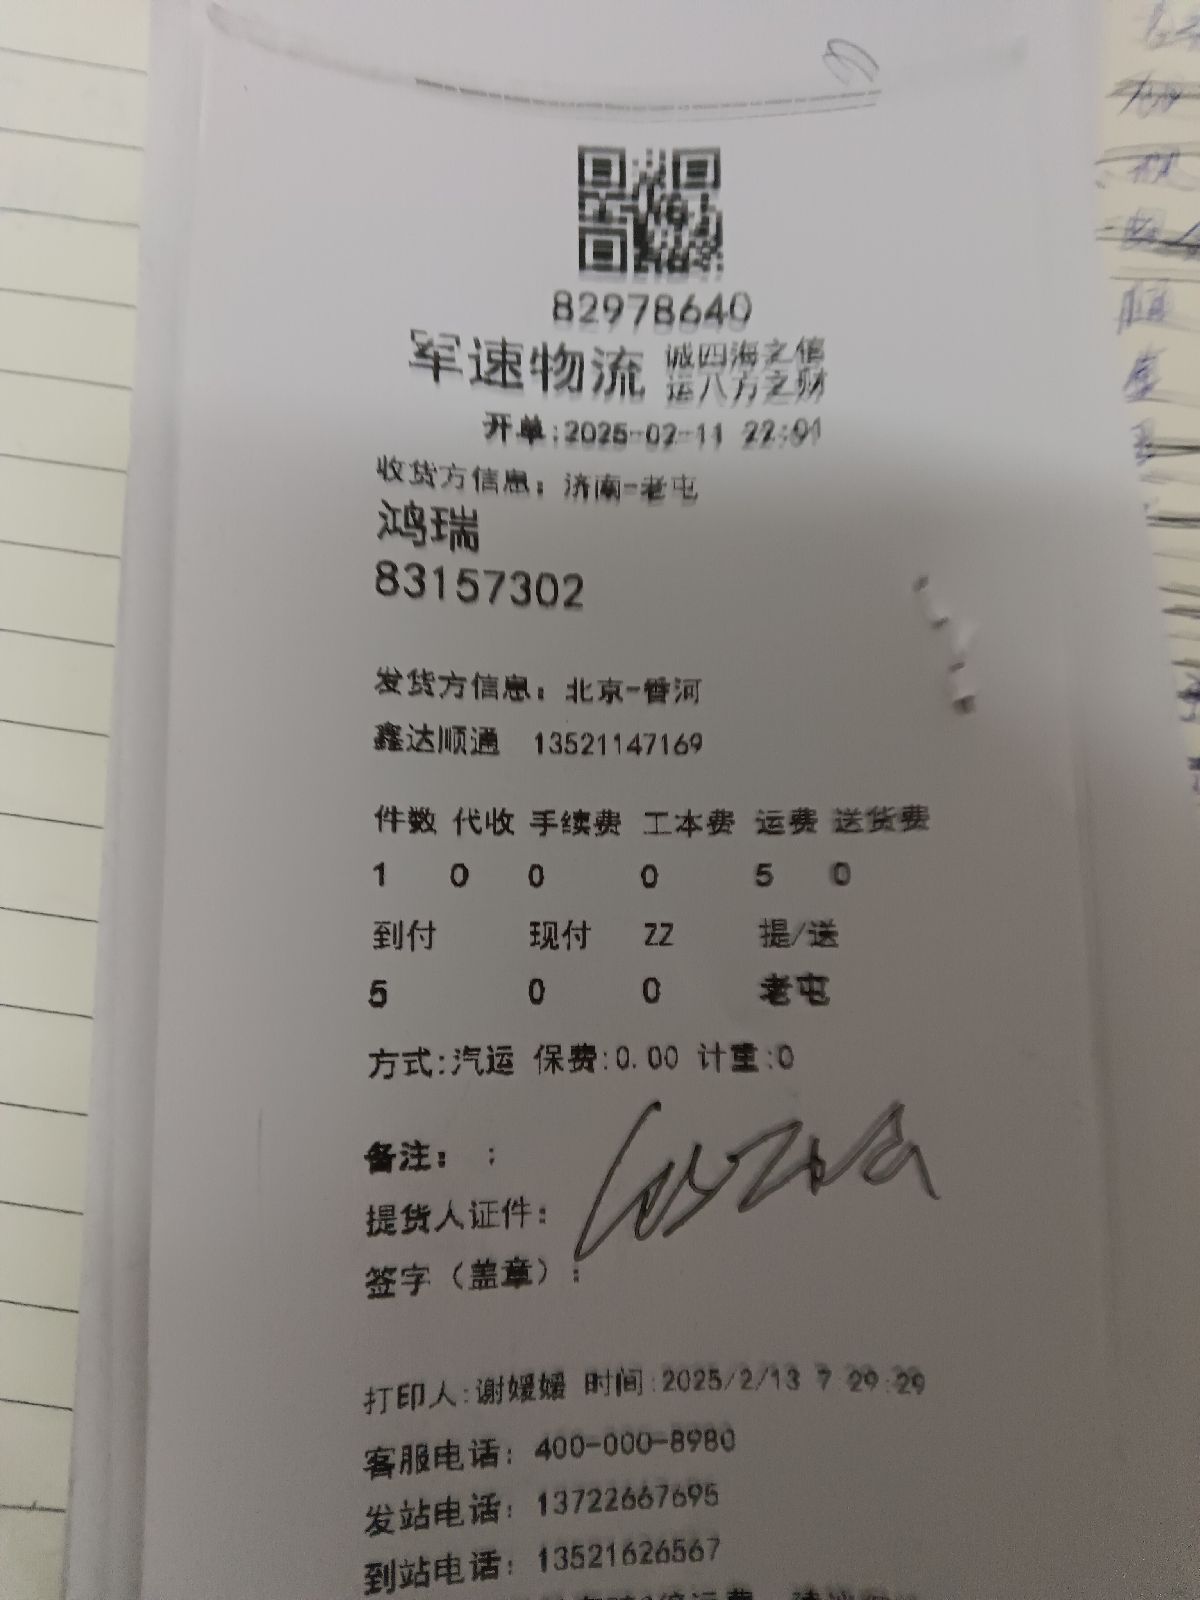 82978640
军速物流 诚四海之信
运八方之财
开单:2025-02-11 22:01
收货方信息：济南-老屯
鸿瑞
83157302
发货方信息：北京-香河
鑫达顺通 13521147169
件数 代收 手续费 工本费 运费 送货费
1 0 0 0 5 0
到付 现付 ZZ 提/送
5 0 0 老屯
方式:汽运 保费:0.00 计重:0
备注： ：
提货人证件：
签字（盖章）：
打印人:谢媛媛 时间:2025/2/13 7:29:29
客服电话：400-000-8980
发站电话：13722667695
到站电话：13521626567